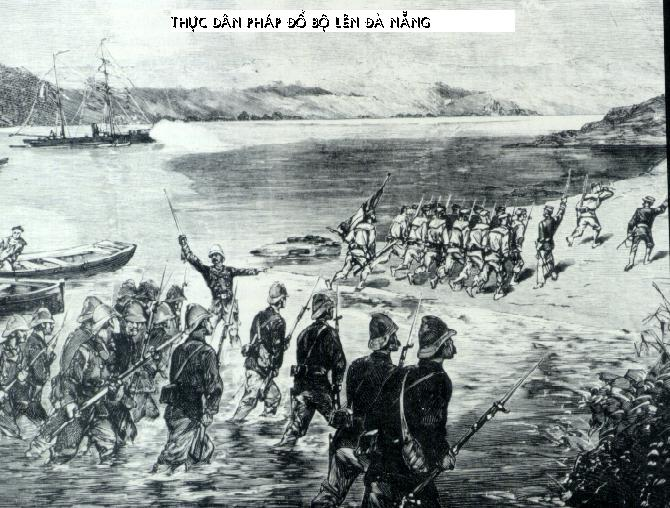 THỰC DÂN PHÁP ĐỔ BỘ LÊN ĐÀ NẴNG